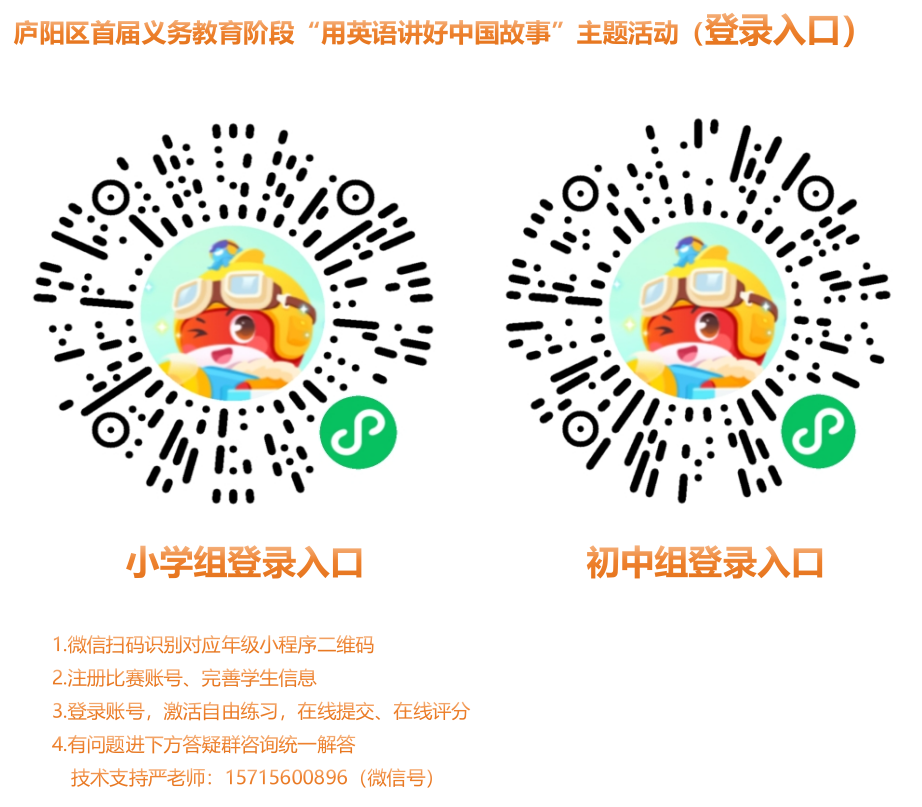 庐阳区首届义务教育阶段“用英语讲好中国故事”主题活动（登录入口）
小学组登录入口
初中组登录入口
1.微信扫码识别对应年级小程序二维码
2.注册比赛账号、完善学生信息
3.登录账号，激活自由练习，在线提交、在线评分
4.有问题进下方答疑群咨询统一解答
技术支持严老师：15715600896（微信号）